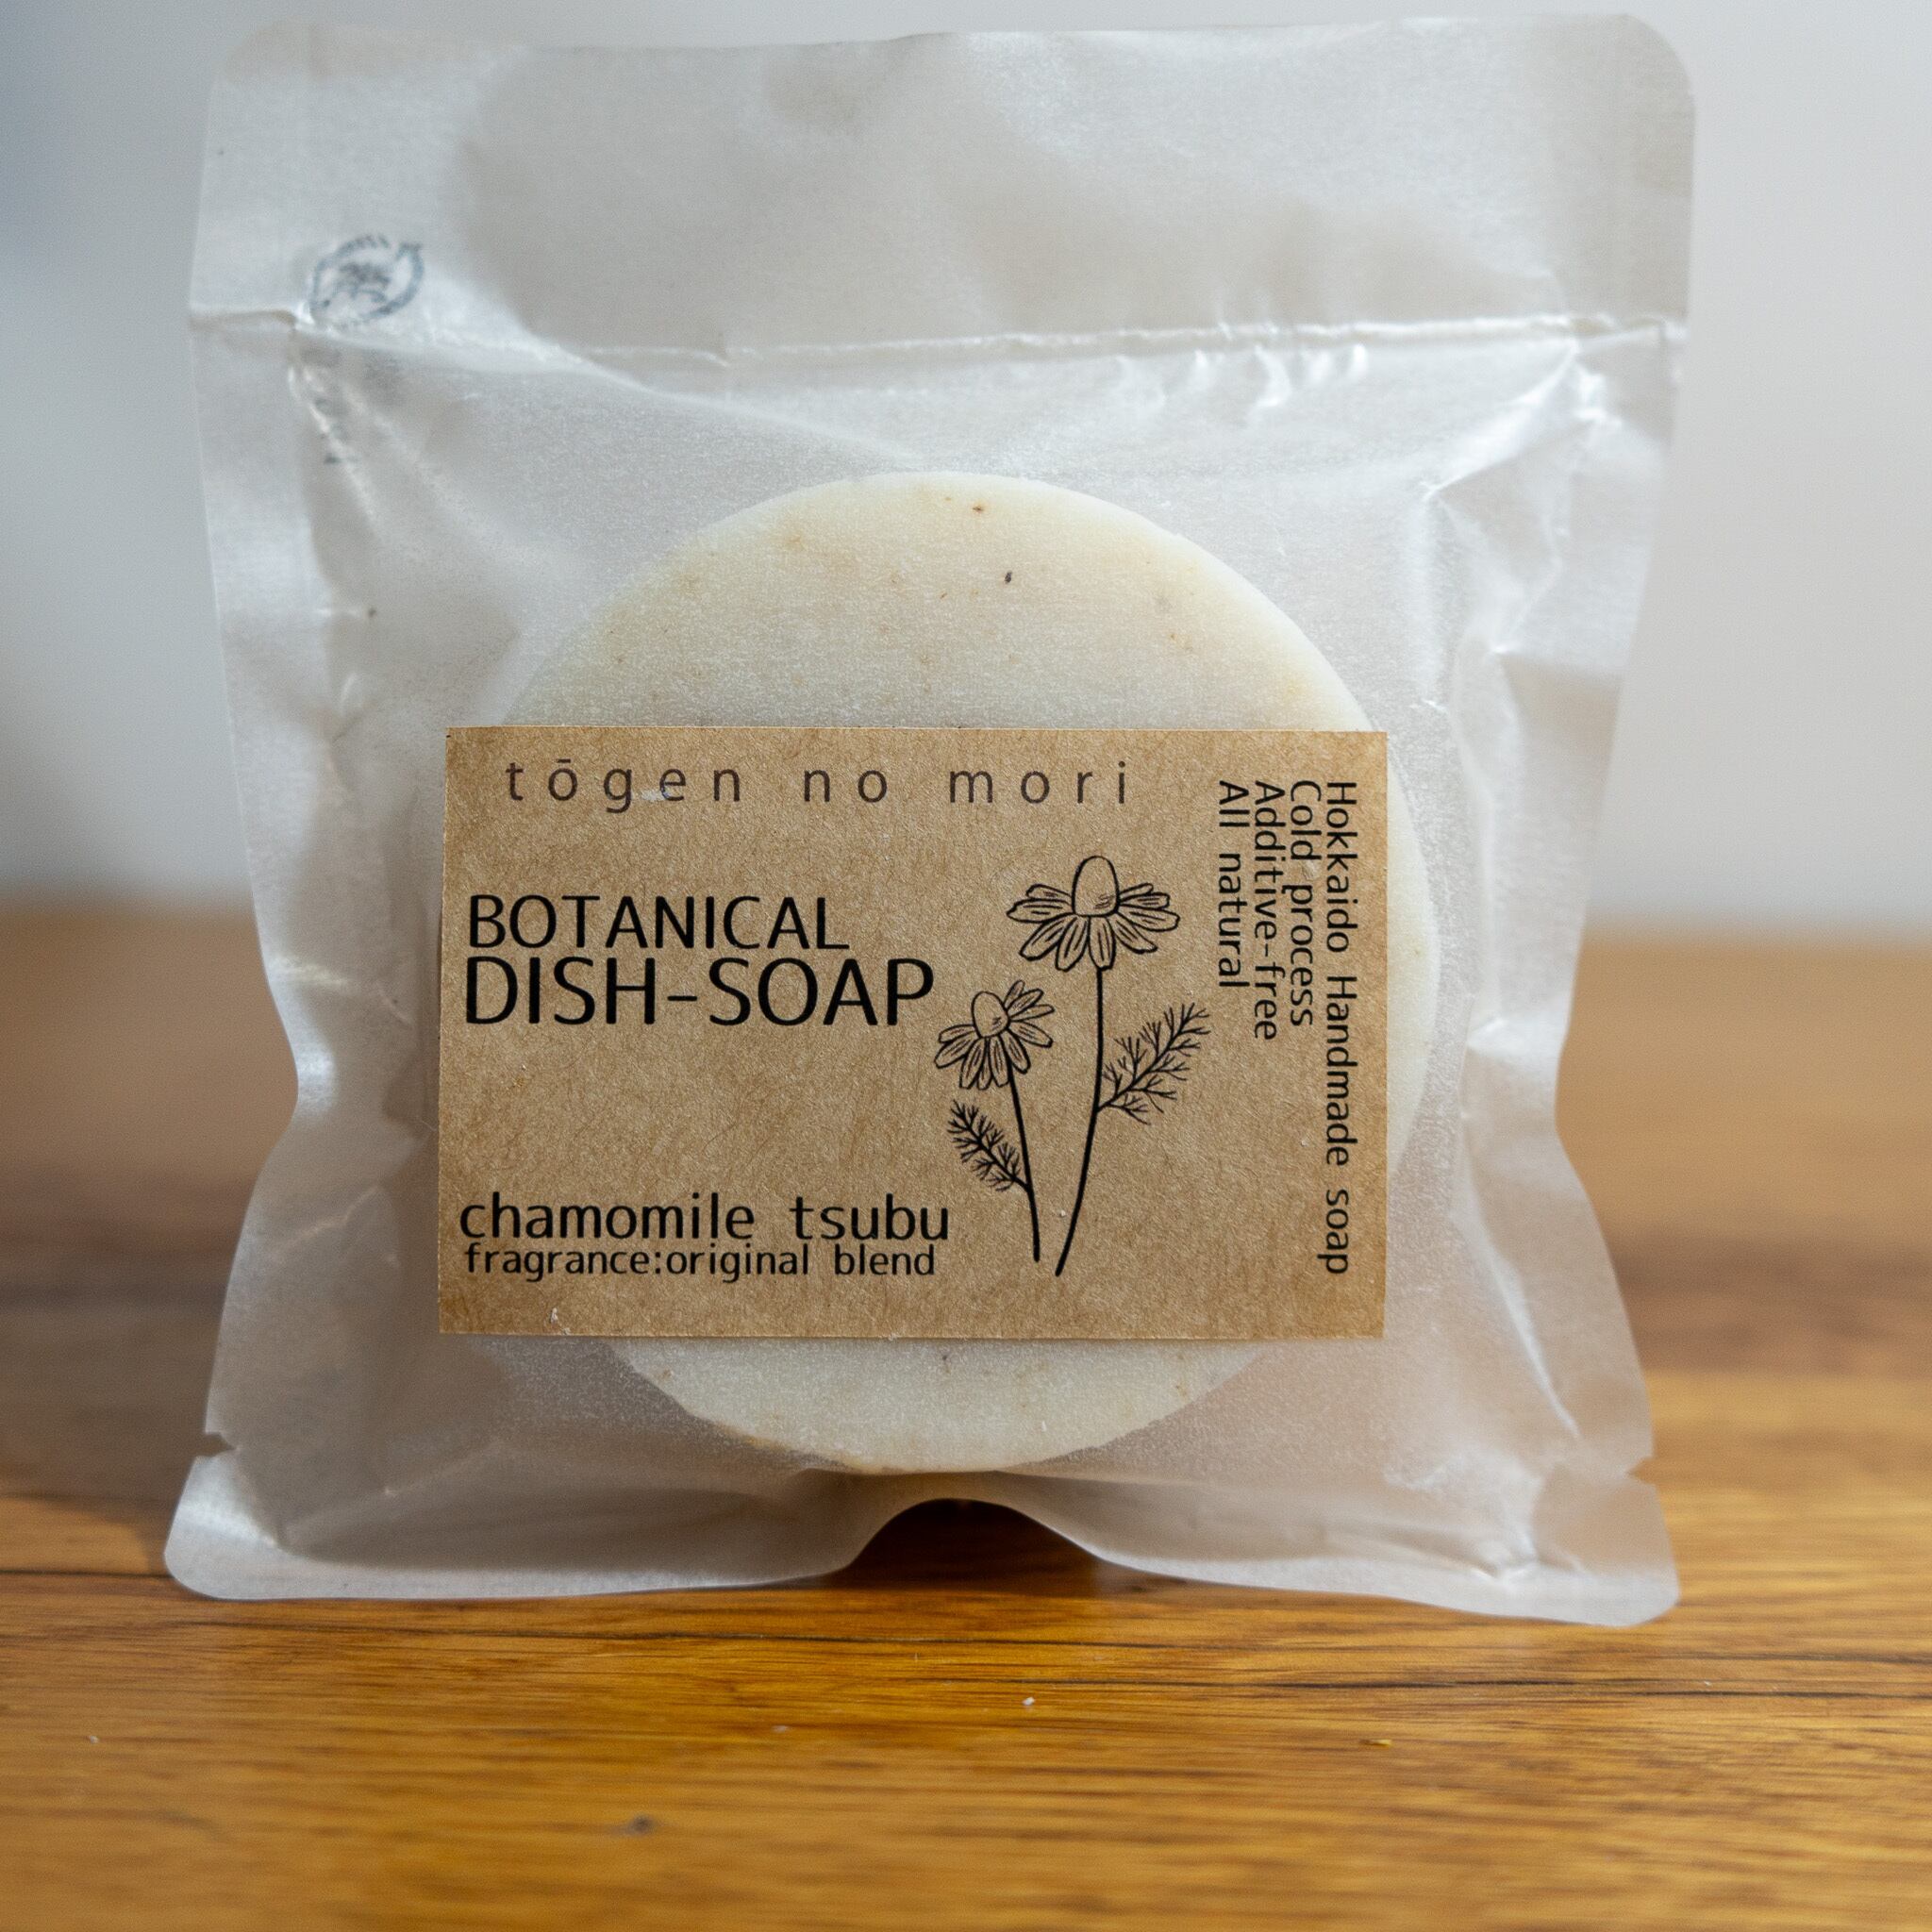 tōgen no mori
BOTANICAL
DISH-SOAP
chamomile tsubu
fragrance:original blend
Hokkaido Handmade soap
Cold process
Additive-free
All natural